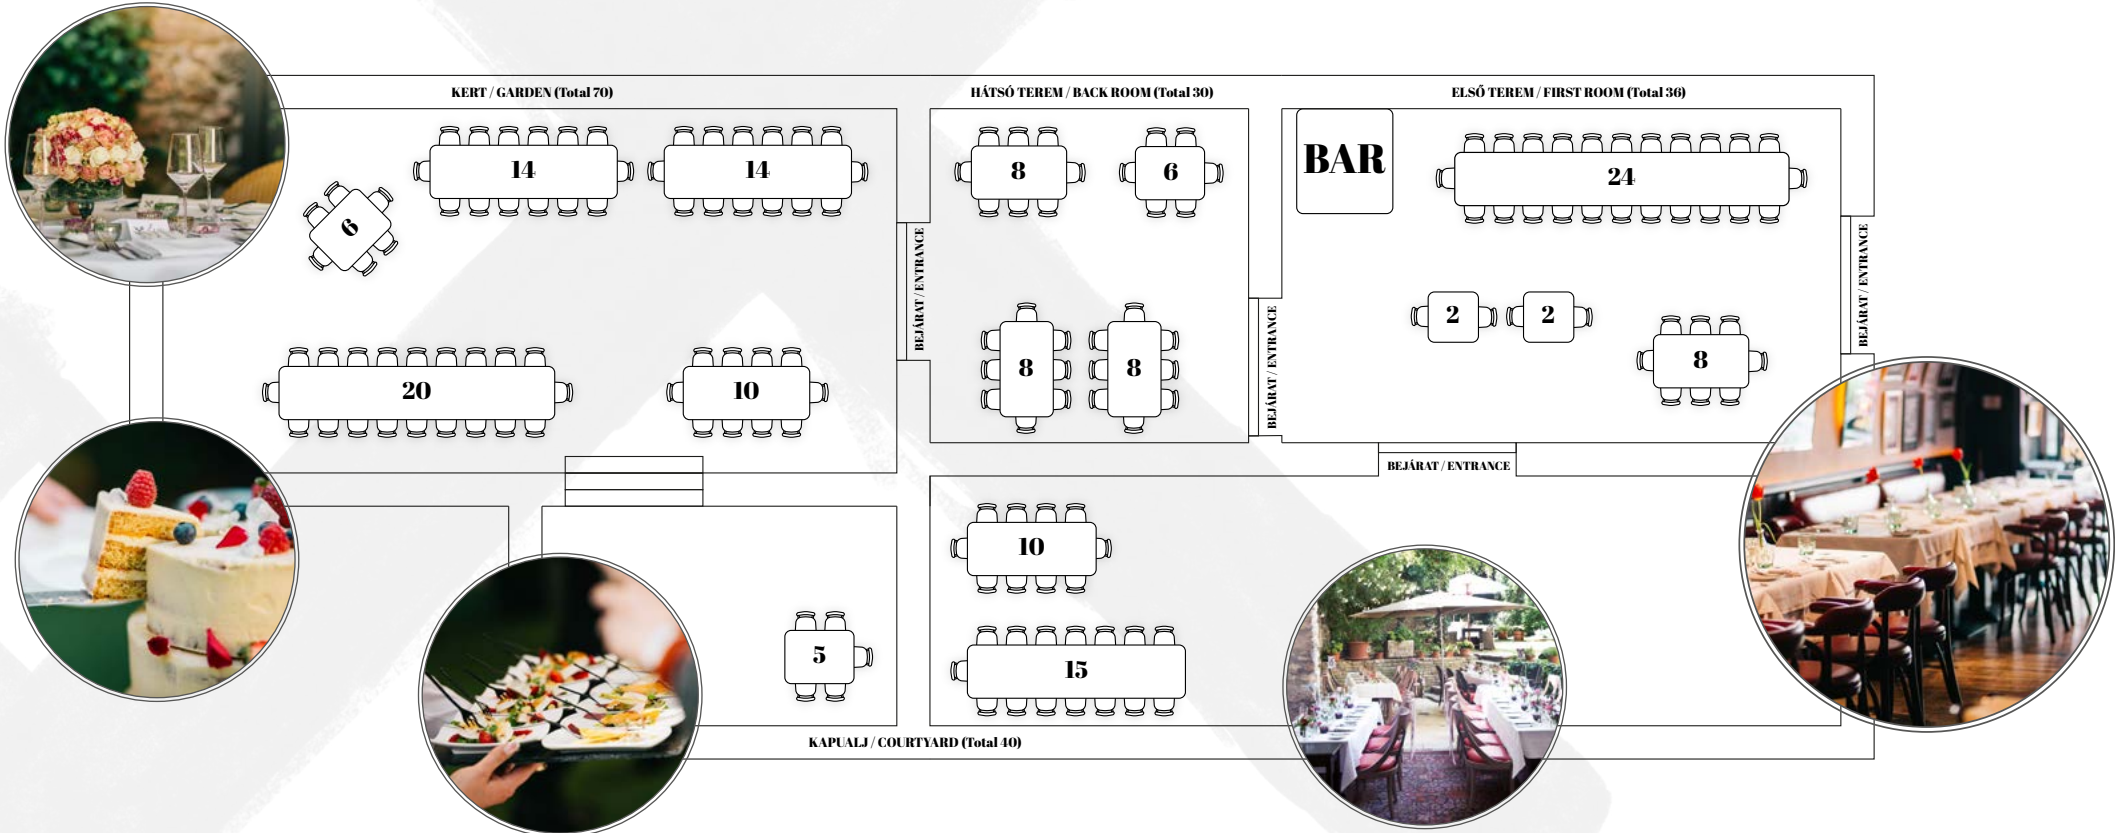 KERT / GARDEN (Total 70)
HÁTSÓ TEREM / BACK ROOM (Total 30)
ELSŐ TEREM / FIRST ROOM (Total 36)
14
14
6
20
10
BEJÁRAT / ENTRANCE
8
6
8
8
BEJÁRAT / ENTRANCE
BAR
24
2
2
8
BEJÁRAT / ENTRANCE
BEJÁRAT / ENTRANCE
5
10
15
KAPUALJ / COURTYARD (Total 40)